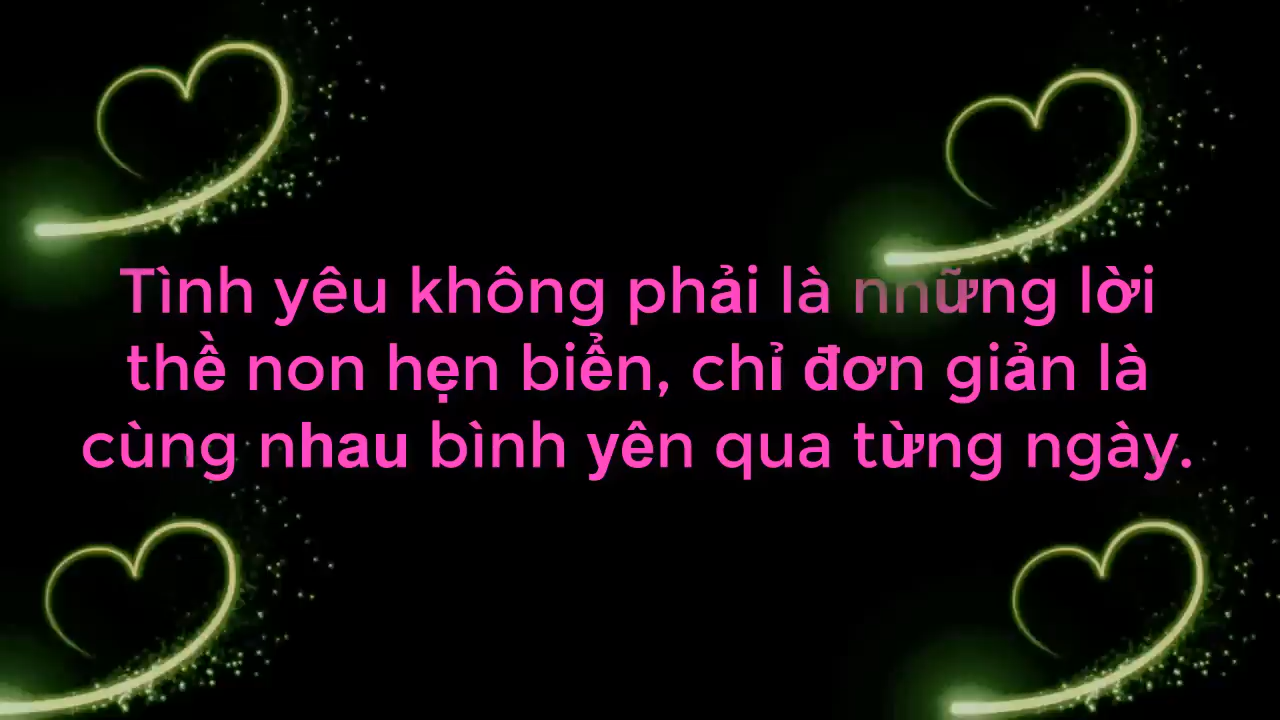 Tình yêu không phải là những lời
thề non hẹn biển, chỉ đơn giản là
cùng nhau bình yên qua từng ngày.